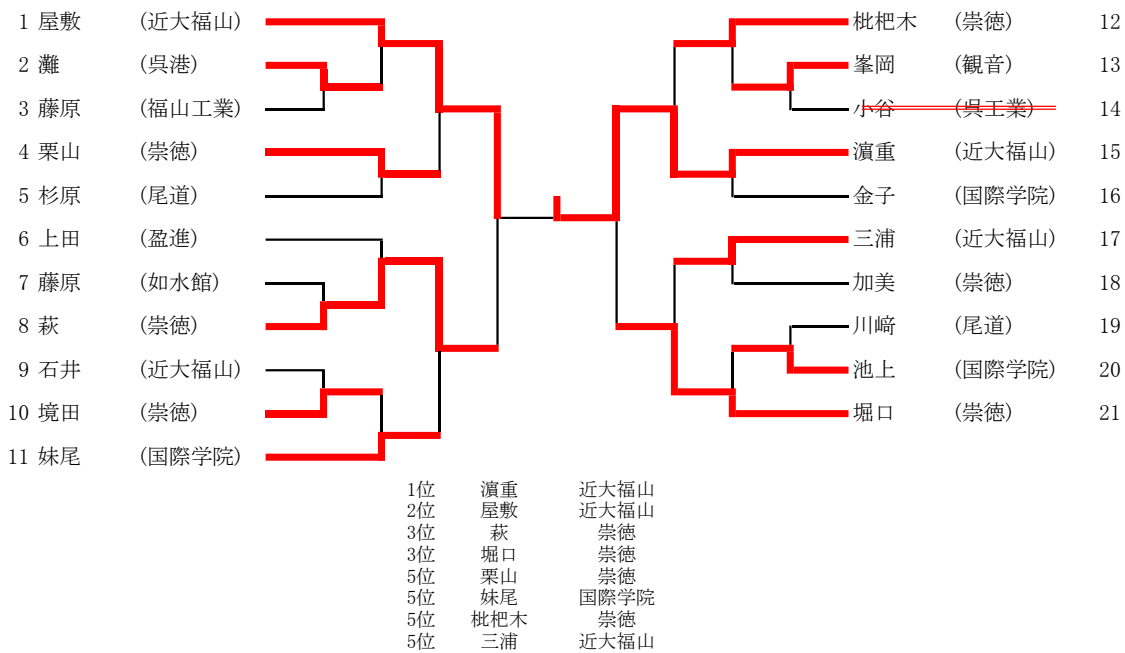 1 屋敷 (近大福山)
2 灘 (呉港)
3 藤原 (福山工業)
4 栗山 (崇徳)
5 杉原 (尾道)
6 上田 (盈進)
7 藤原 (如水館)
8 萩 (崇徳)
9 石井 (近大福山)
10 境田 (崇徳)
11 妹尾 (国際学院)
枇杷木 (崇徳) 12
峯岡 (観音) 13
小谷 (呉工業) 14
濵重 (近大福山) 15
金子 (国際学院) 16
三浦 (近大福山) 17
加美 (崇徳) 18
川﨑 (尾道) 19
池上 (国際学院) 20
堀口 (崇徳) 21
1位 濵重 近大福山
2位 屋敷 近大福山
3位 萩 崇徳
3位 堀口 崇徳
5位 栗山 崇徳
5位 妹尾 国際学院
5位 枇杷木 崇徳
5位 三浦 近大福山